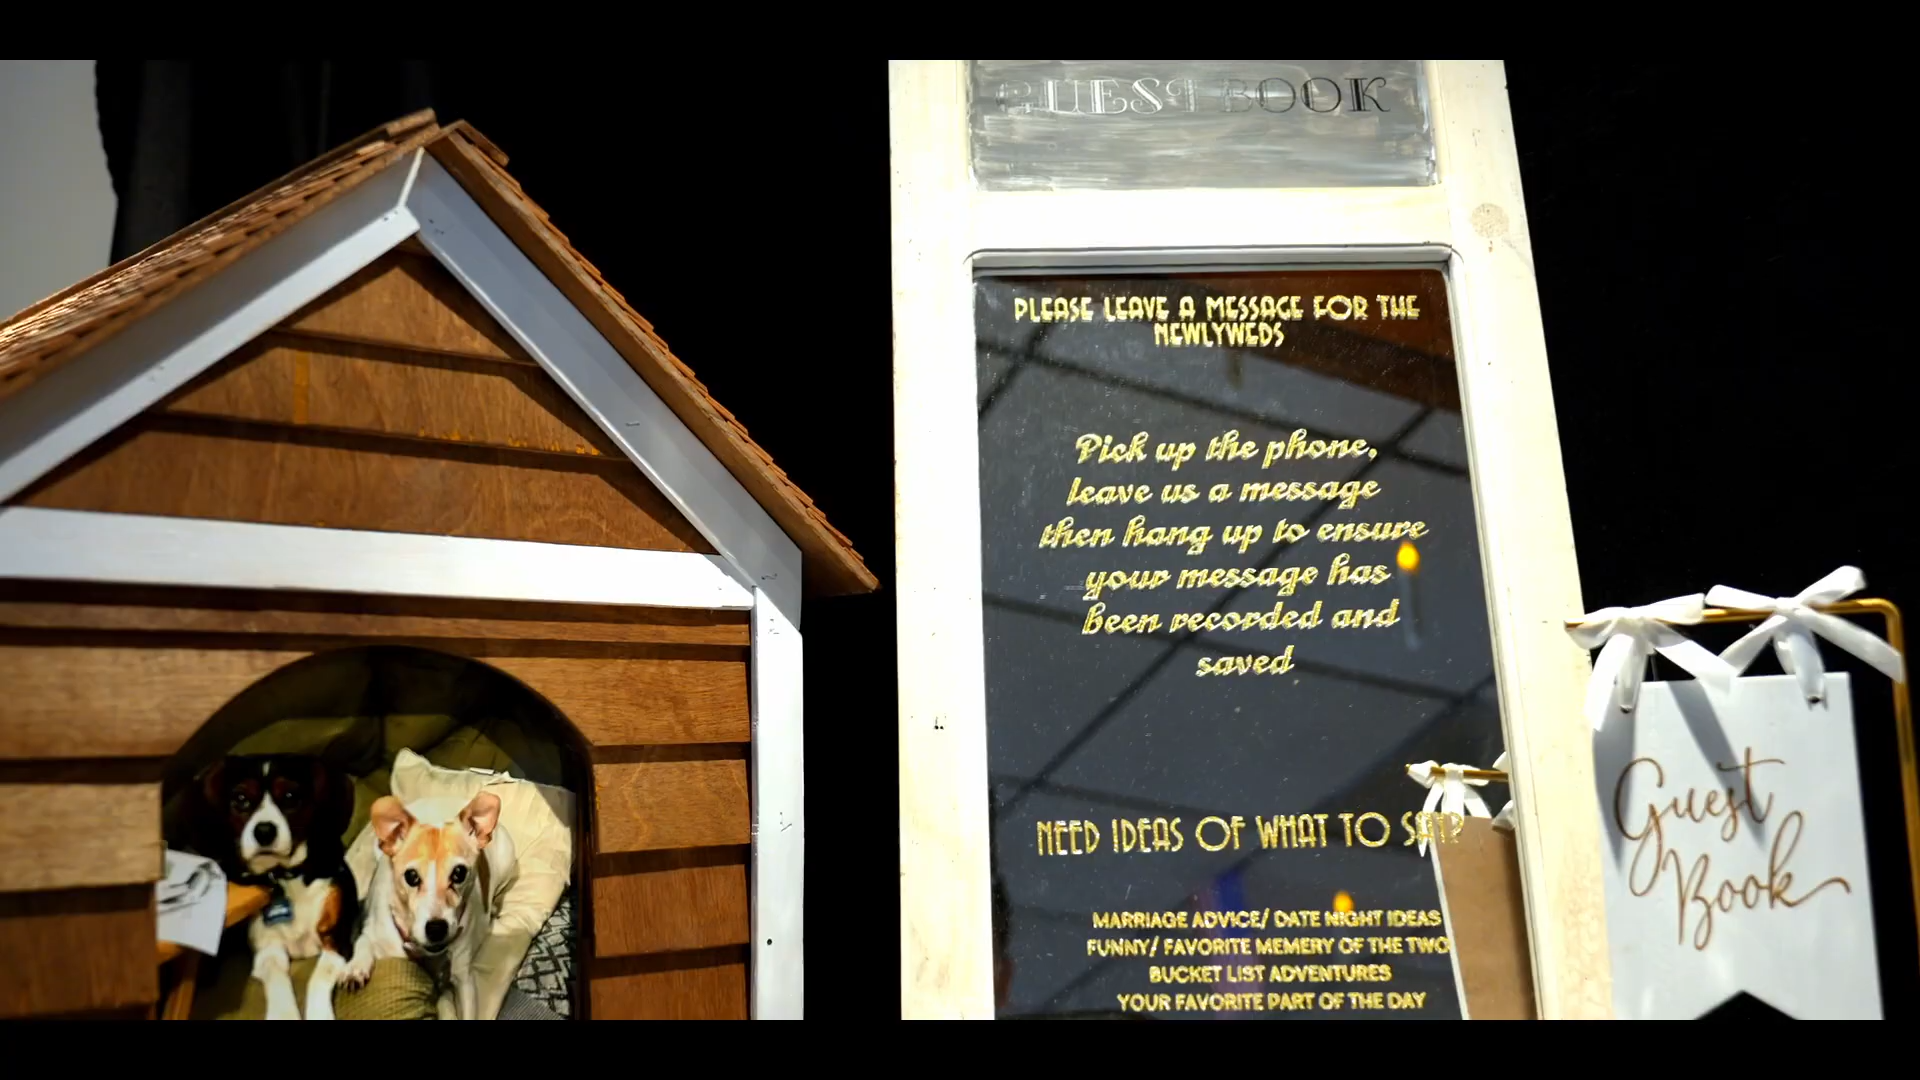 GUEST BOOK
PLEASE LEAVE A MESSAGE FOR THE
NEWLYWEDS
Pick up the phone,
leave us a message
then hang up to ensure
your message has
been recorded and
saved
NEED IDEAS OF WHAT TO SAY?
MARRIAGE ADVICE/ DATE NIGHT IDEAS
FUNNY/ FAVORITE MEMERY OF THE TWO
BUCKET LIST ADVENTURES
YOUR FAVORITE PART OF THE DAY
Guest
Book